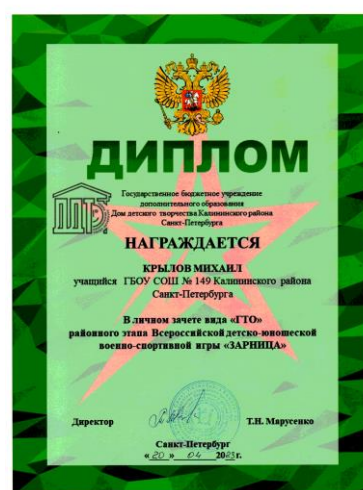 ДИПЛОМ
Государственное бюджетное учреждение
дополнительного образования
Дом детского творчества Калининского района
Санкт-Петербурга
НАГРАЖДАЕТСЯ
КРЫЛОВ МИХАИЛ
учащийся ГБОУ СОШ № 149 Калининского района
Санкт-Петербурга
В личном зачете вида «ГТО»
районного этапа Всероссийской детско-юношеской
военно-спортивной игры «ЗАРНИЦА»
Директор Т.Н. Марусенко
Санкт-Петербург
« 20 » 04 2023 г.